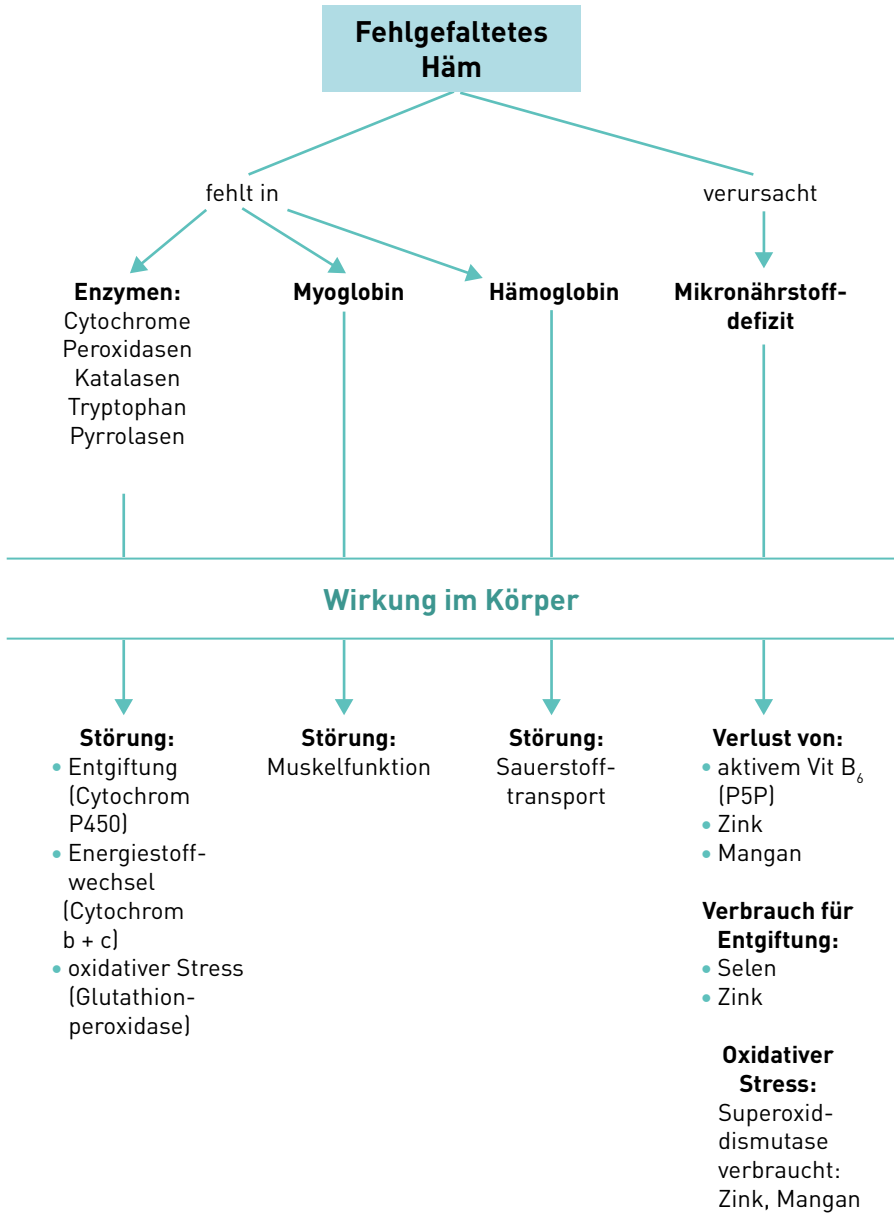 Fehlgefaltetes
Häm
fehlt in
verursacht
Enzymen:
Cytochrome
Peroxidasen
Katalasen
Tryptophan
Pyrrolasen
Myoglobin
Hämoglobin
Mikronährstoff-
defizit
Wirkung im Körper
Störung:
• Entgiftung
(Cytochrom
P450)
• Energiestoff-
wechsel
(Cytochrom
b + c)
• oxidativer Stress
(Glutathion-
peroxidase)
Störung:
Muskelfunktion
Störung:
Sauerstoff-
transport
Verlust von:
• aktivem Vit B₆
(P5P)
• Zink
• Mangan
Verbrauch für
Entgiftung:
• Selen
• Zink
Oxidativer
Stress:
Superoxid-
dismutase
verbraucht:
Zink, Mangan